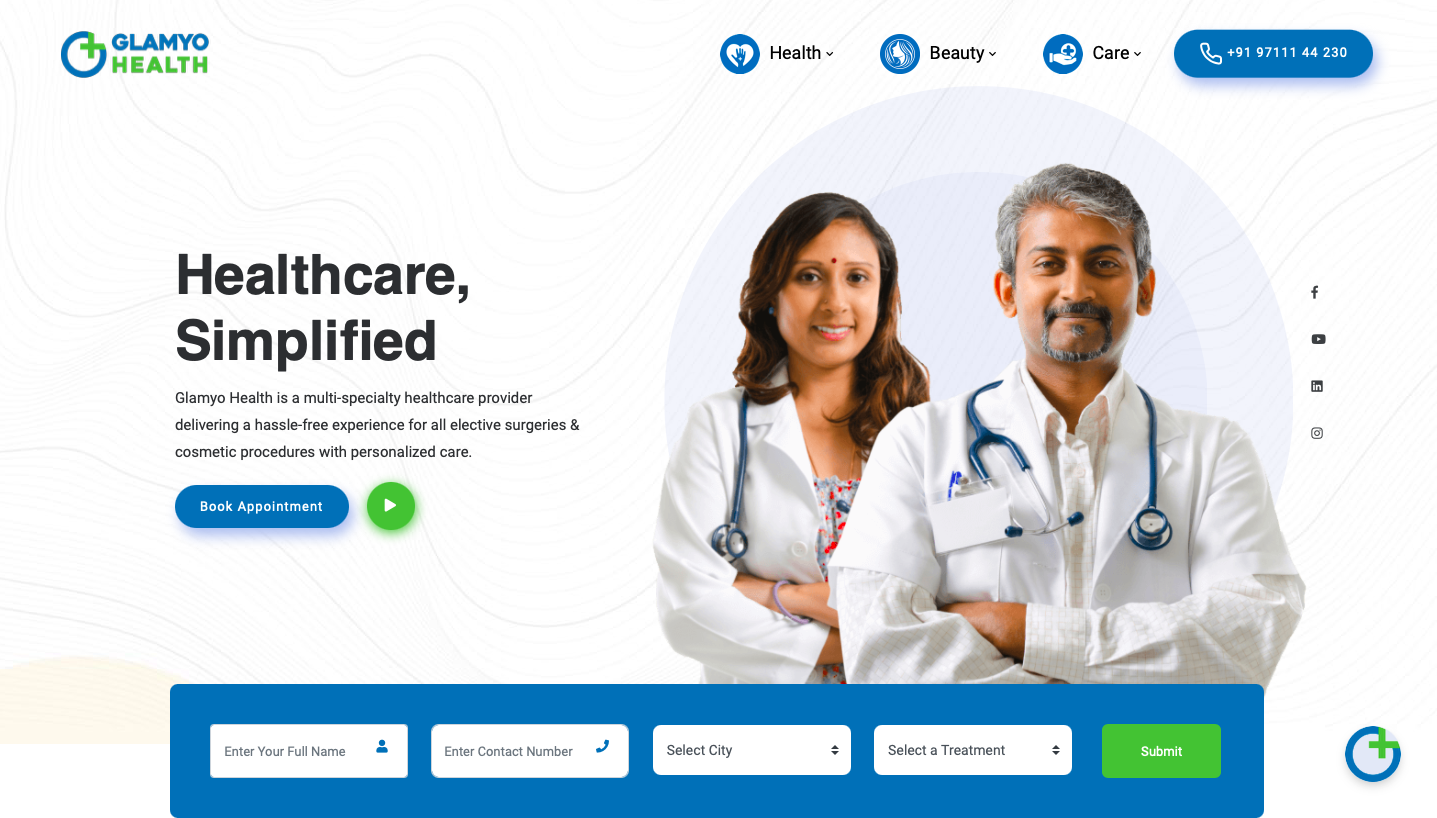 GLAMYO
HEALTH
Health
Beauty
Care
+91 97111 44 230
Healthcare,
Simplified
Glamyo Health is a multi-specialty healthcare provider
delivering a hassle-free experience for all elective surgeries &
cosmetic procedures with personalized care.
Book Appointment
Enter Your Full Name
Enter Contact Number
Select City
Select a Treatment
Submit